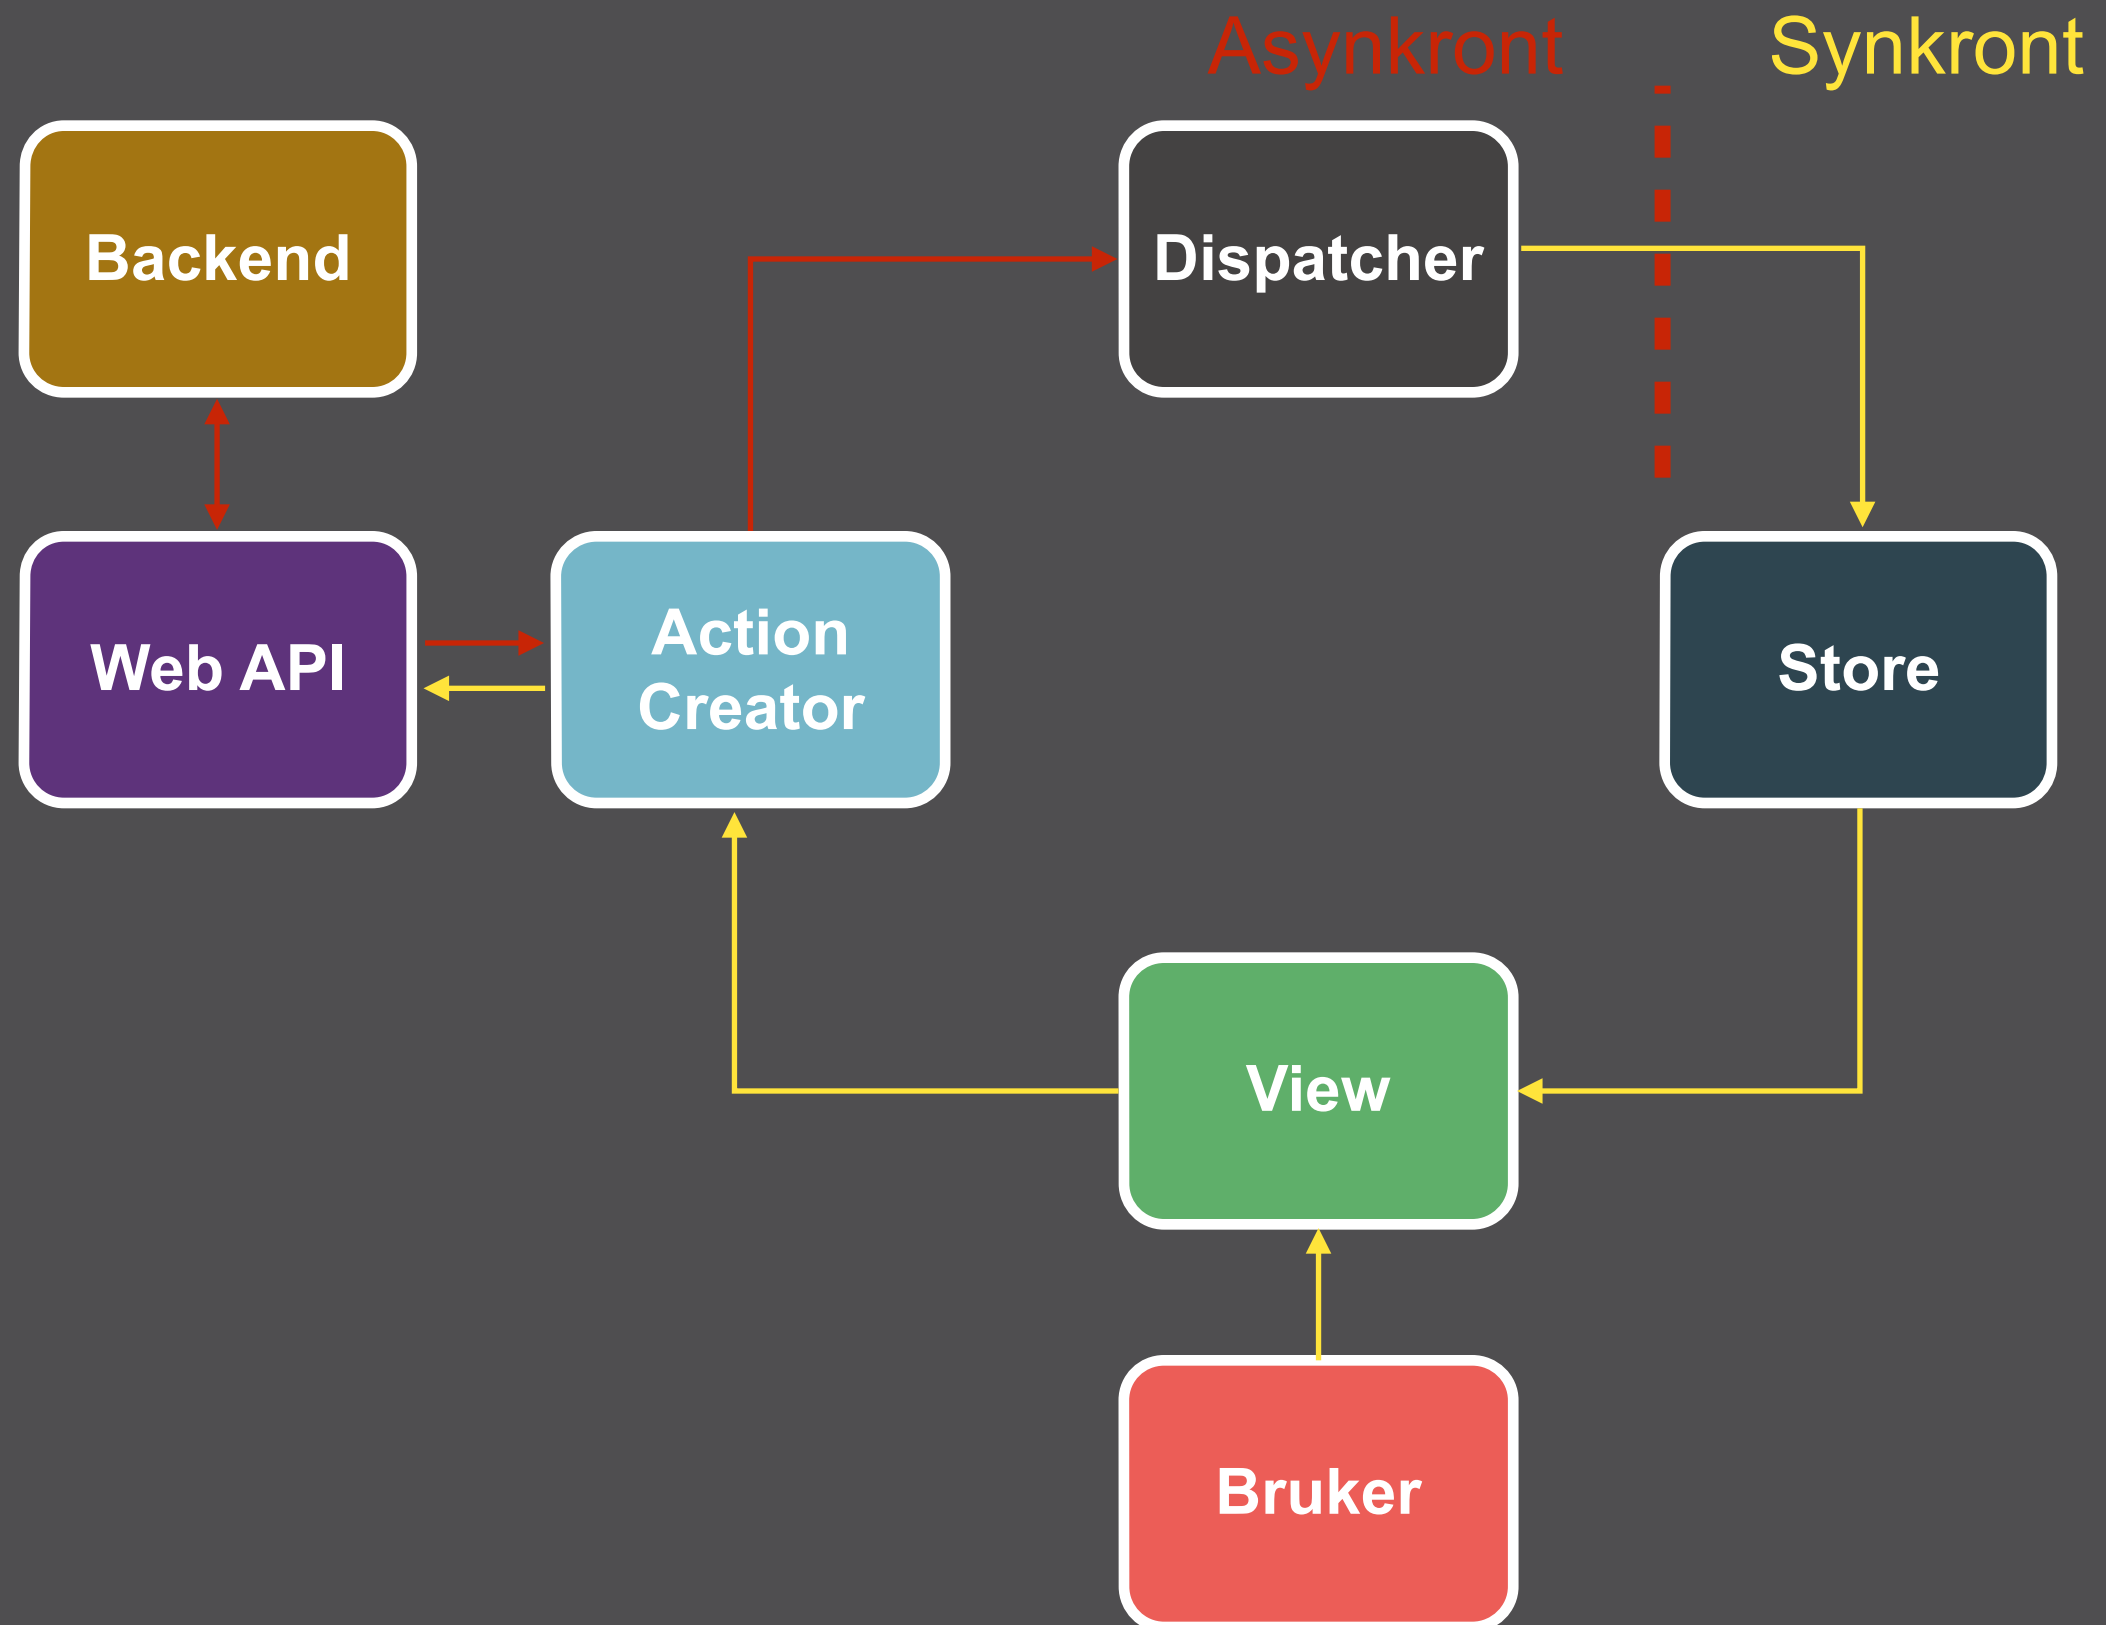 Asynkront
Synkront
Backend
Dispatcher
Web API
Action
Creator
Store
View
Bruker